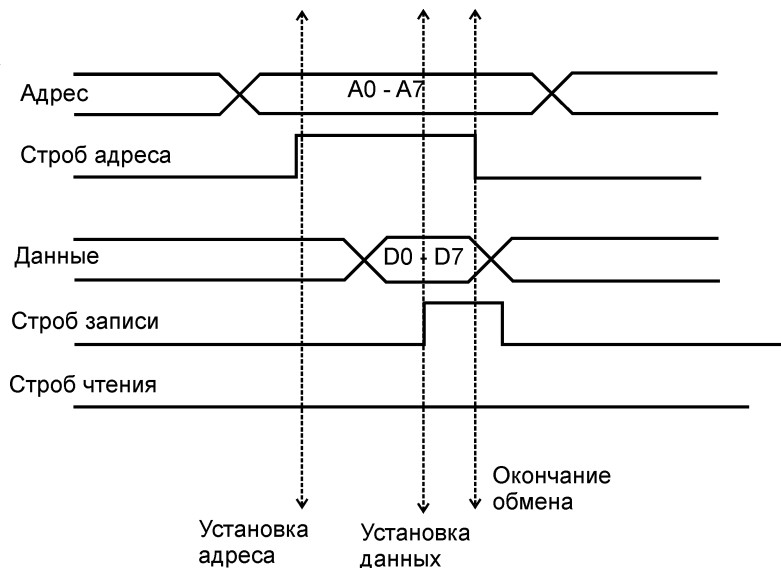 Адрес
A0 - A7
Строб адреса
Данные
D0 - D7
Строб записи
Строб чтения
Установка
адреса
Установка
данных
Окончание
обмена